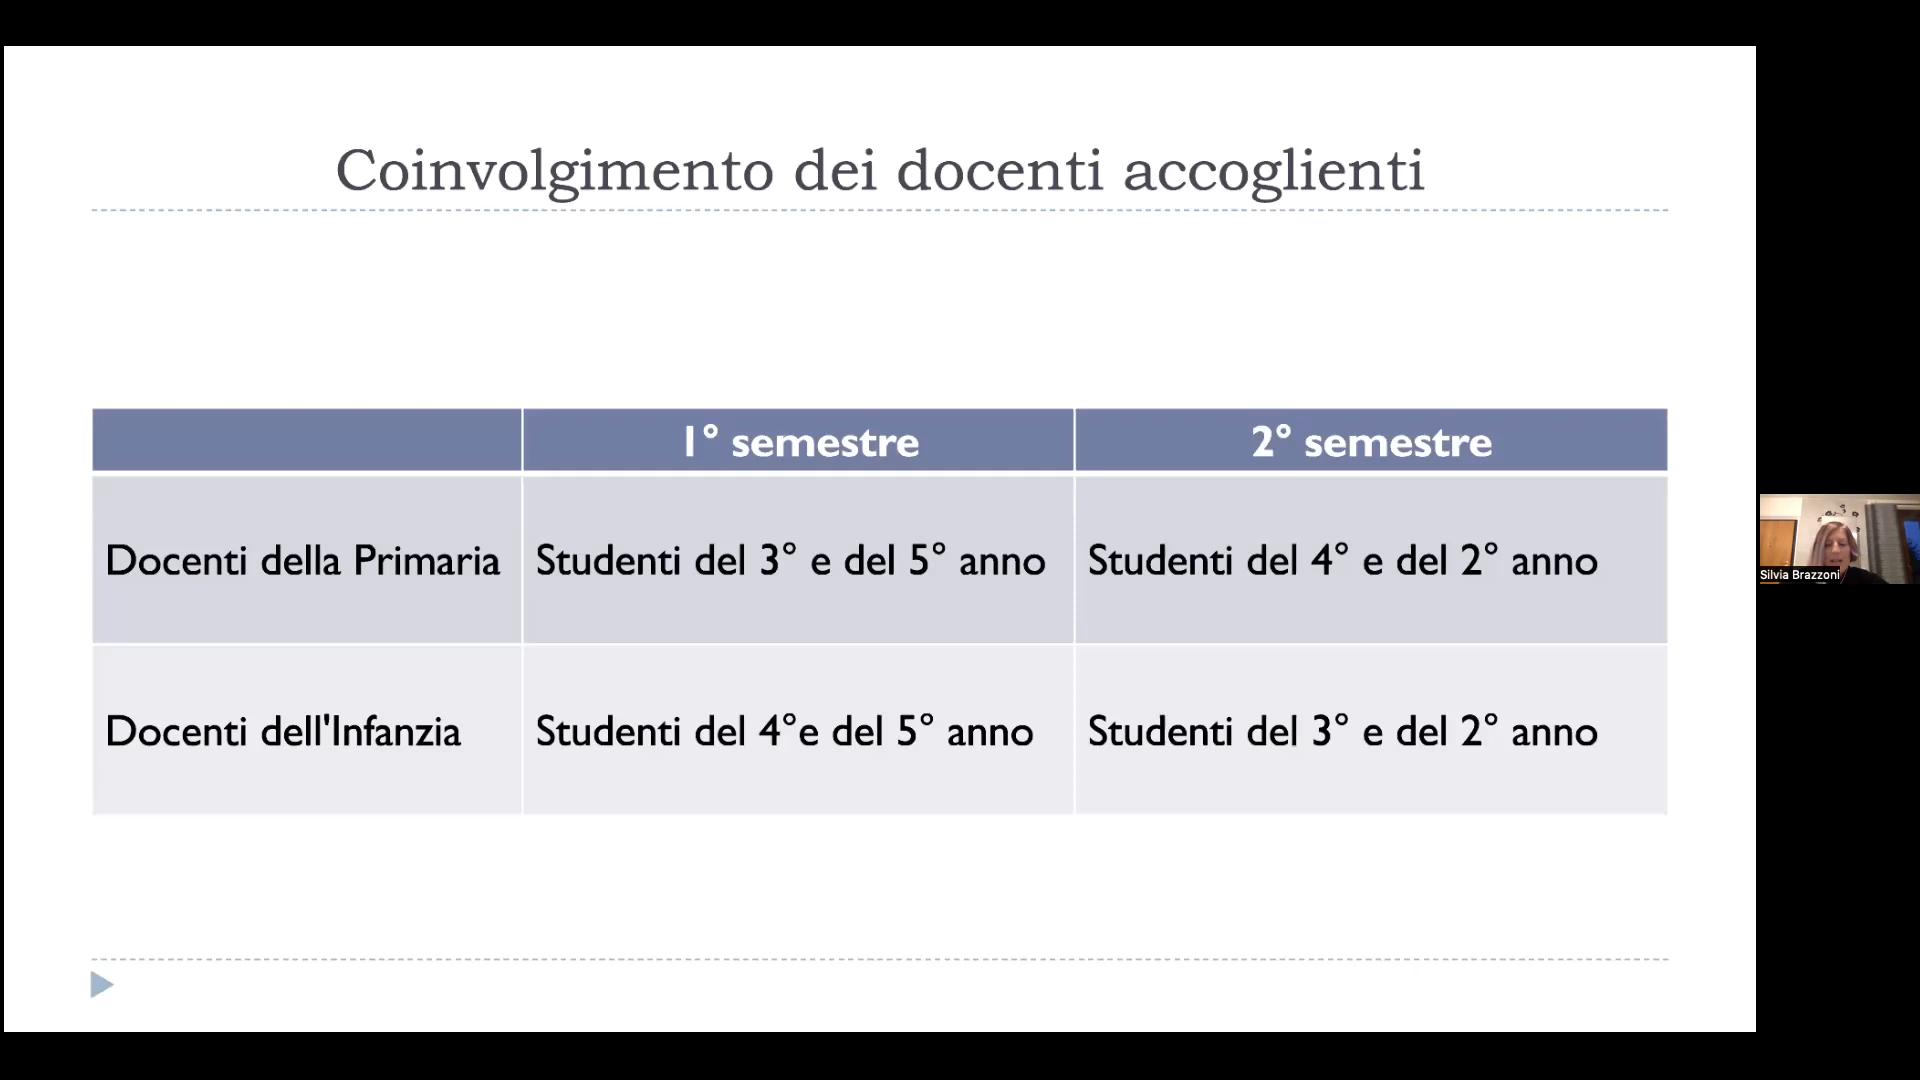 Coinvolgimento dei docenti accoglienti
1° semestre
2° semestre
Docenti della Primaria
Studenti del 3° e del 5° anno
Studenti del 4° e del 2° anno
Docenti dell'Infanzia
Studenti del 4°e del 5° anno
Studenti del 3° e del 2° anno
Silvia Brazzoni